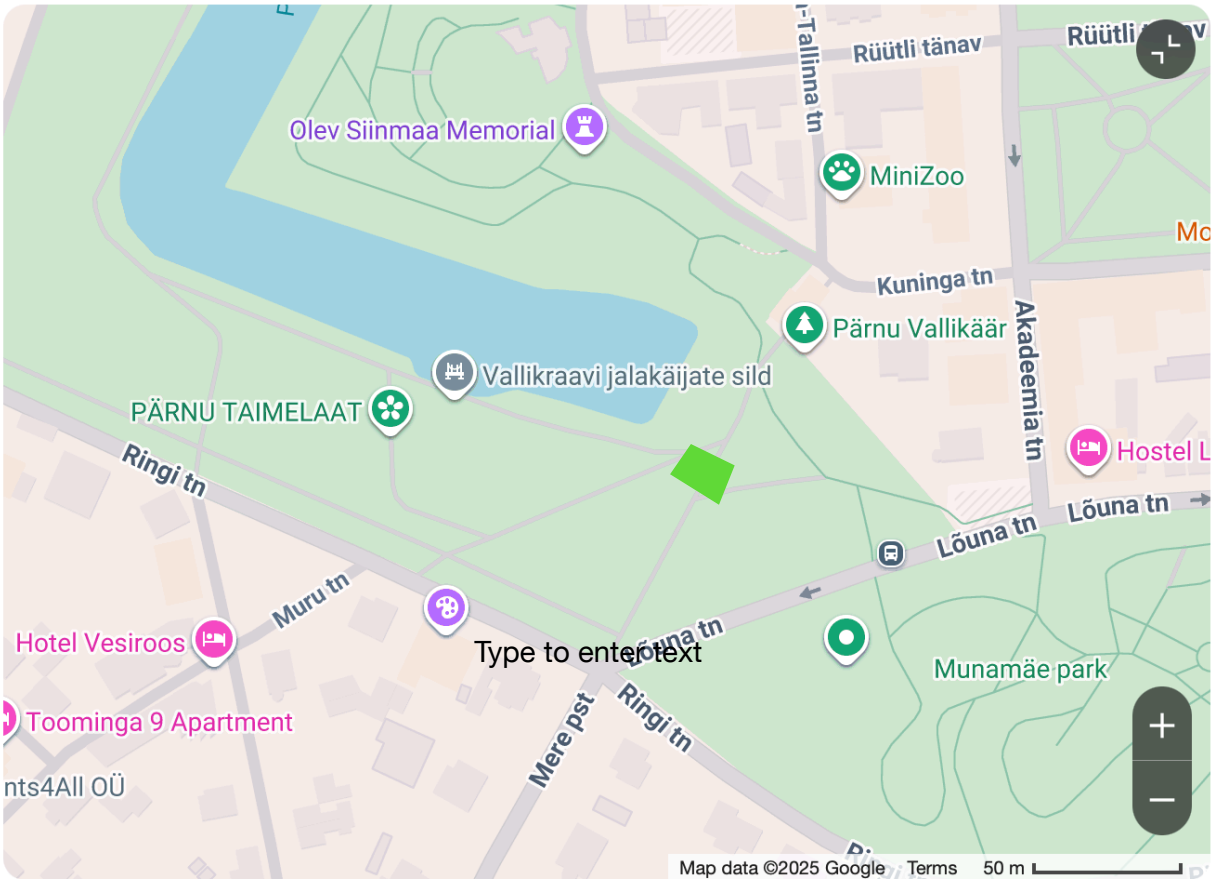 Rüütli tänav
Rüütli
-Tallinna tn
Olev Siinmaa Memorial
MiniZoo
Kuninga tn
Pärnu Vallikäär
Akadeemia tn
Vallikraavi jalakäijate sild
PÄRNU TAIMELAAT
Ringi tn
Hostel L
Lõuna tn
Lõuna tn
Muru tn
Hotel Vesiroos
Type to enter text
Lõuna tn
Munamäe park
Toominga 9 Apartment
Ringi tn
Mere pst
nts4All OÜ
Map data ©2025 Google Terms 50 m